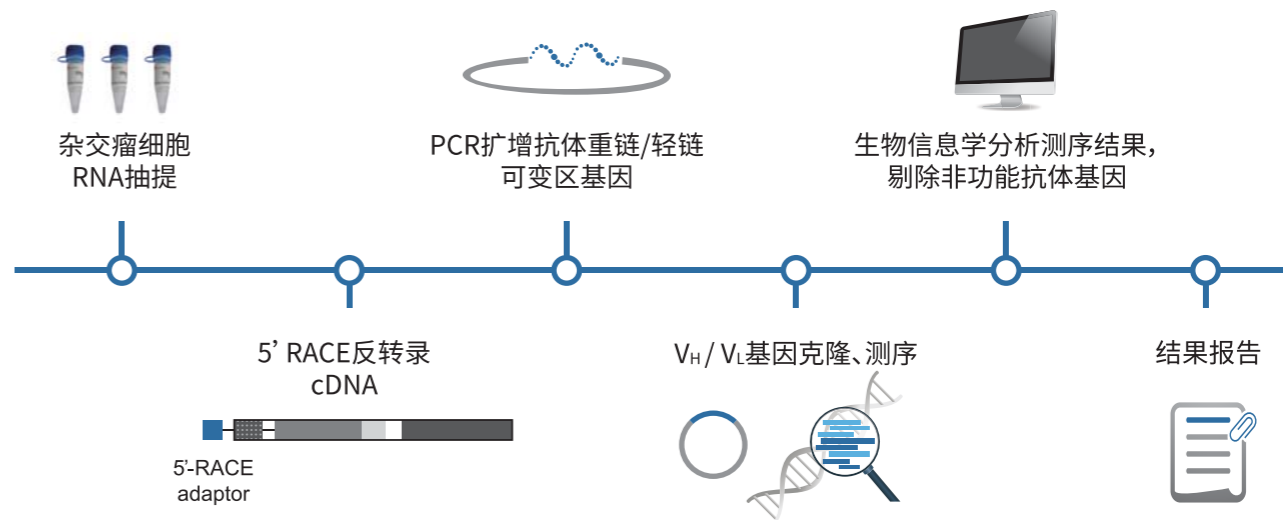 杂交瘤细胞
RNA抽提
PCR扩增抗体重链/轻链
可变区基因
生物信息学分析测序结果，
剔除非功能抗体基因
5’ RACE反转录
cDNA
5’-RACE
adaptor
VH / VL基因克隆、测序
结果报告